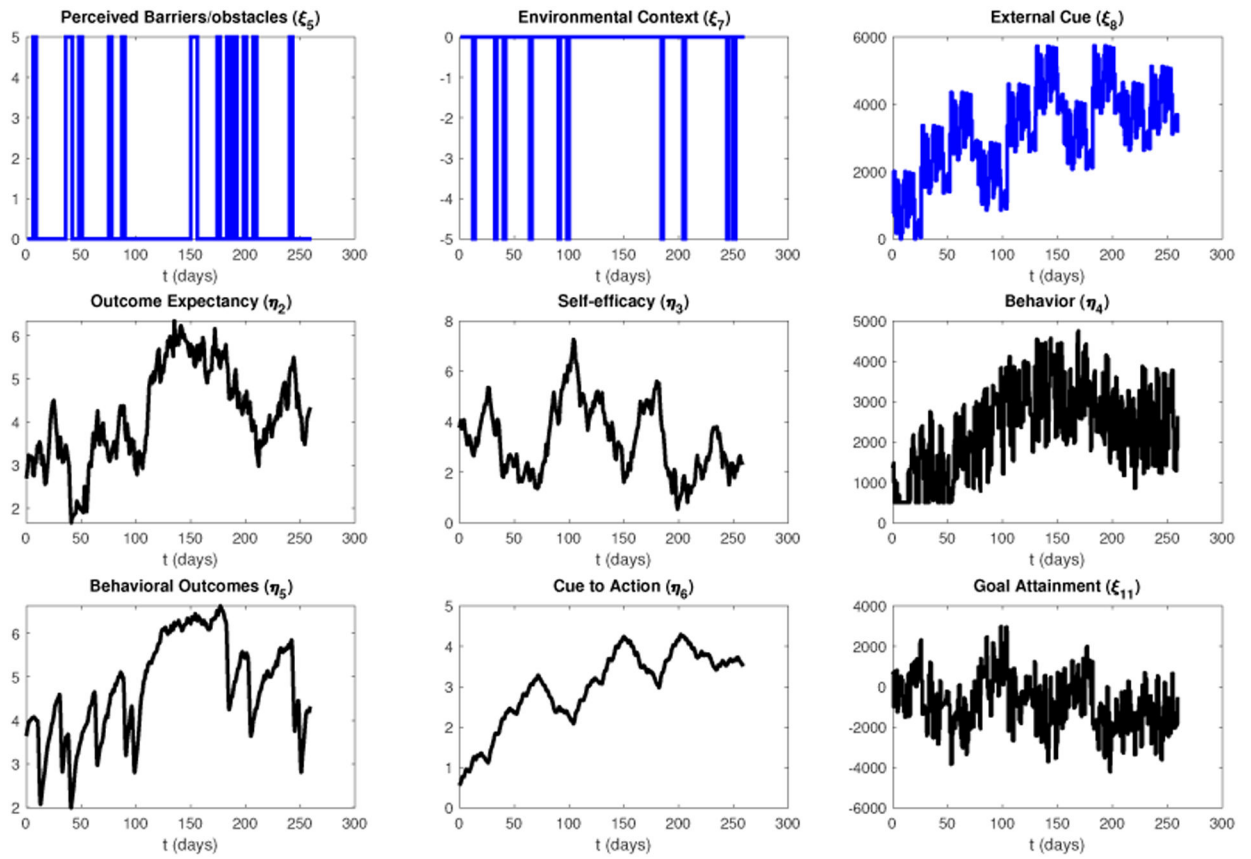 Perceived Barriers/obstacles (ξ5)
5
4
3
2
1
0
0 50 100 150 200 250 300
t (days)
Environmental Context (ξ7)
0
-1
-2
-3
-4
-5
0 50 100 150 200 250 300
t (days)
External Cue (ξ8)
6000
4000
2000
0
0 50 100 150 200 250 300
t (days)
Outcome Expectancy (η2)
6
5
4
3
2
0 50 100 150 200 250 300
t (days)
Self-efficacy (η3)
8
6
4
2
0
0 50 100 150 200 250 300
t (days)
Behavior (η4)
5000
4000
3000
2000
1000
0
0 50 100 150 200 250 300
t (days)
Behavioral Outcomes (η5)
6
5
4
3
2
0 50 100 150 200 250 300
t (days)
Cue to Action (η6)
5
4
3
2
1
0
0 50 100 150 200 250 300
t (days)
Goal Attainment (ξ11)
4000
2000
0
-2000
-4000
-6000
0 50 100 150 200 250 300
t (days)